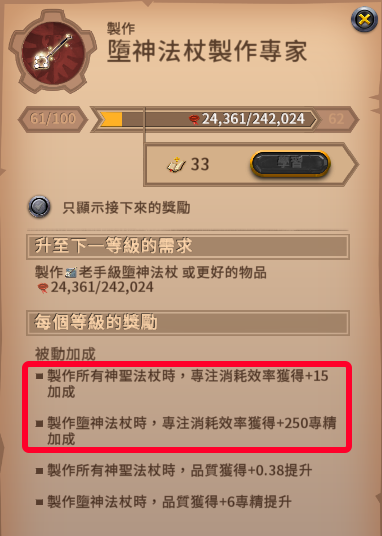 製作
墮神法杖製作專家
61/100
24,361/242,024
62
33
學習
只顯示接下來的獎勵
升至下一等級的需求
製作老手級墮神法杖 或更好的物品
24,361/242,024
每個等級的獎勵
被動加成
製作所有神聖法杖時，專注消耗效率獲得+15
加成
製作墮神法杖時，專注消耗效率獲得+250專精
加成
製作所有神聖法杖時，品質獲得+0.38提升
製作墮神法杖時，品質獲得+6專精提升